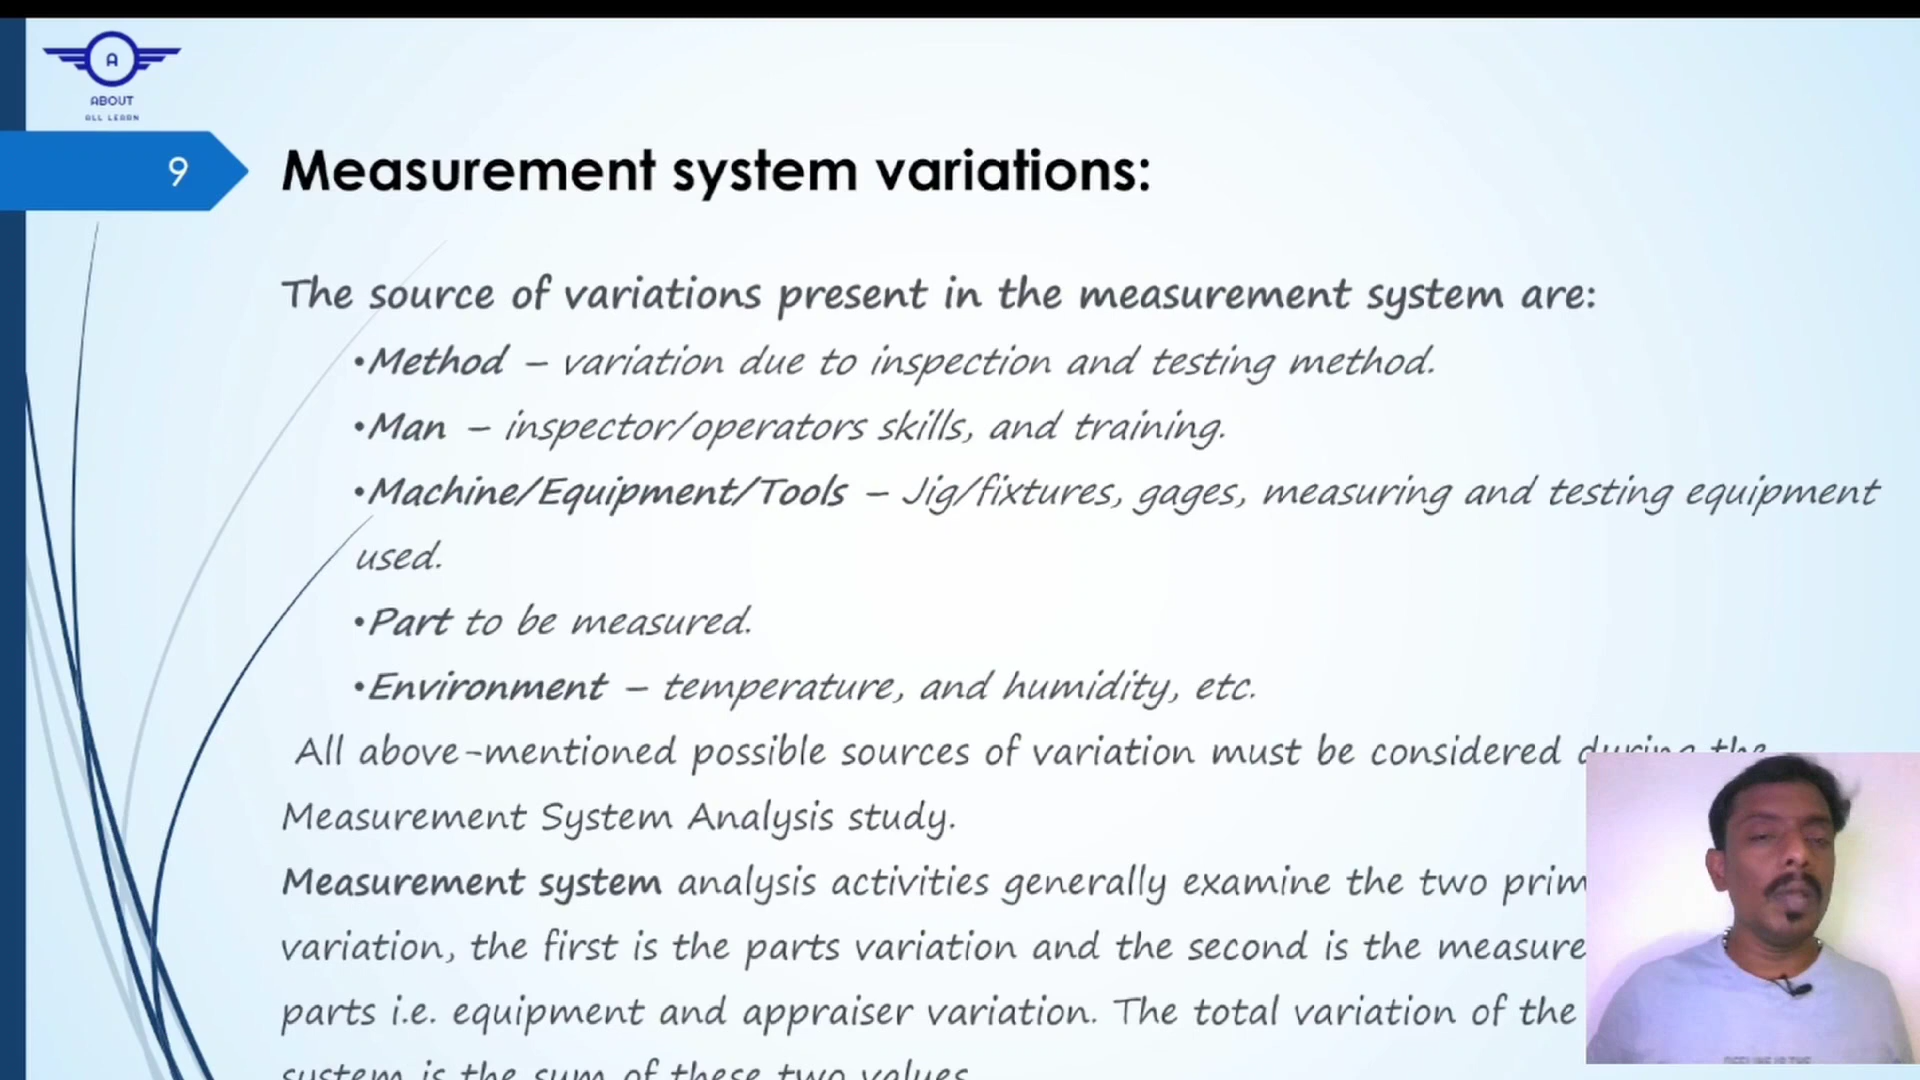 A
ABOUT
ALL LEARN
9
Measurement system variations:
The source of variations present in the measurement system are:
•Method – variation due to inspection and testing method.
•Man – inspector/operators skills, and training.
•Machine/Equipment/Tools – Jig/fixtures, gages, measuring and testing equipment
used.
•Part to be measured.
•Environment – temperature, and humidity, etc.
All above-mentioned possible sources of variation must be considered during the
Measurement System Analysis study.
Measurement system analysis activities generally examine the two prim
variation, the first is the parts variation and the second is the measure
parts i.e. equipment and appraiser variation. The total variation of the
system is the sum of these two values